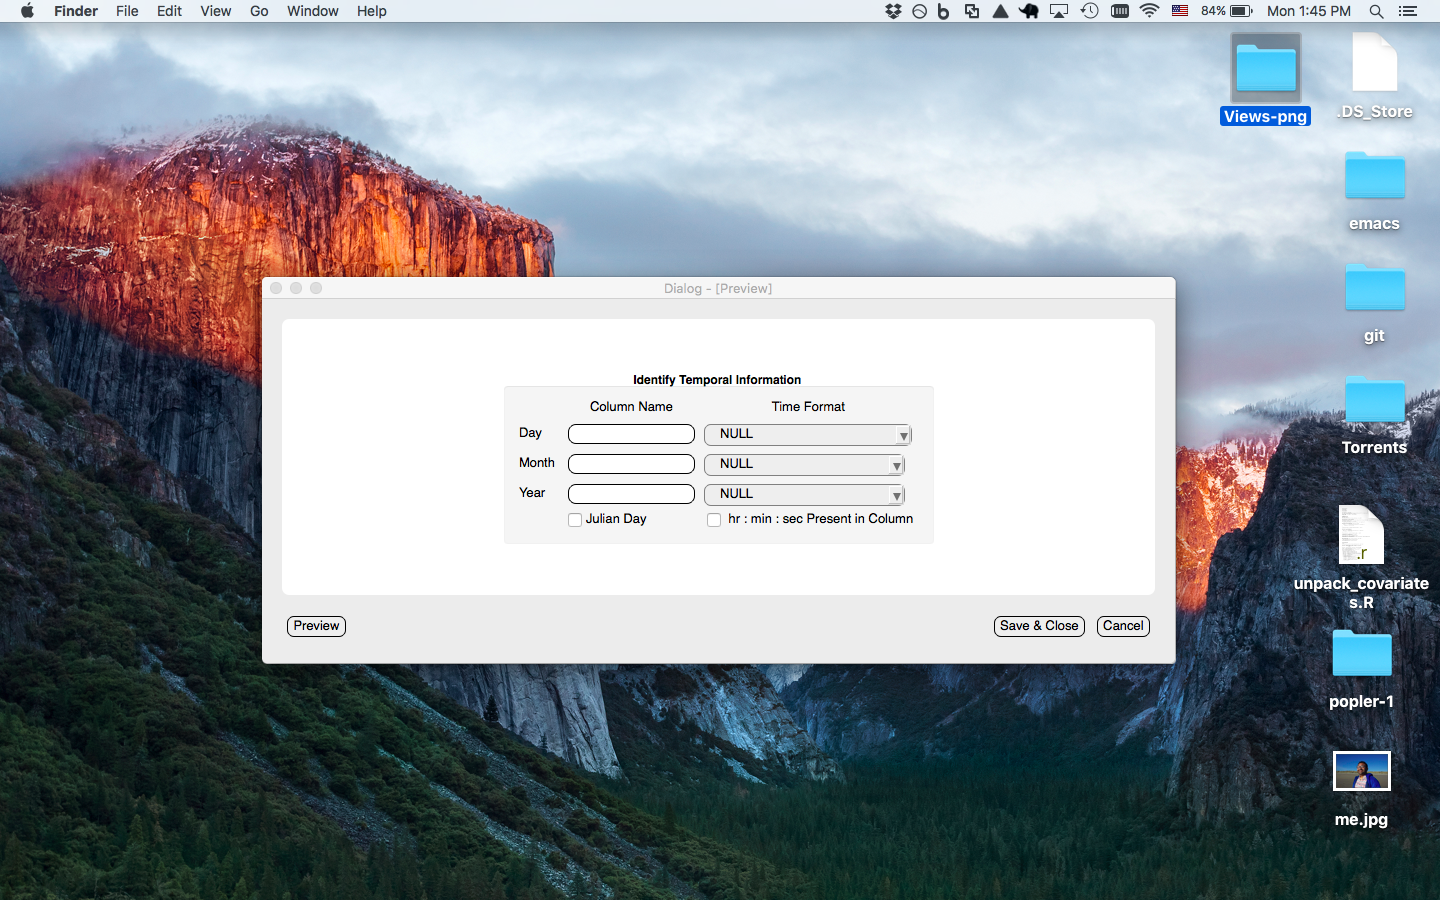 Finder File Edit View Go Window Help 84% Mon 1:45 PM
Views-png
.DS_Store
emacs
git
Dialog - [Preview]
Identify Temporal Information
Column Name Time Format
Day NULL
Month NULL
Year NULL
Julian Day hr : min : sec Present in Column
Preview Save & Close Cancel
Torrents
.r
unpack_covariate
s.R
popler-1
me.jpg